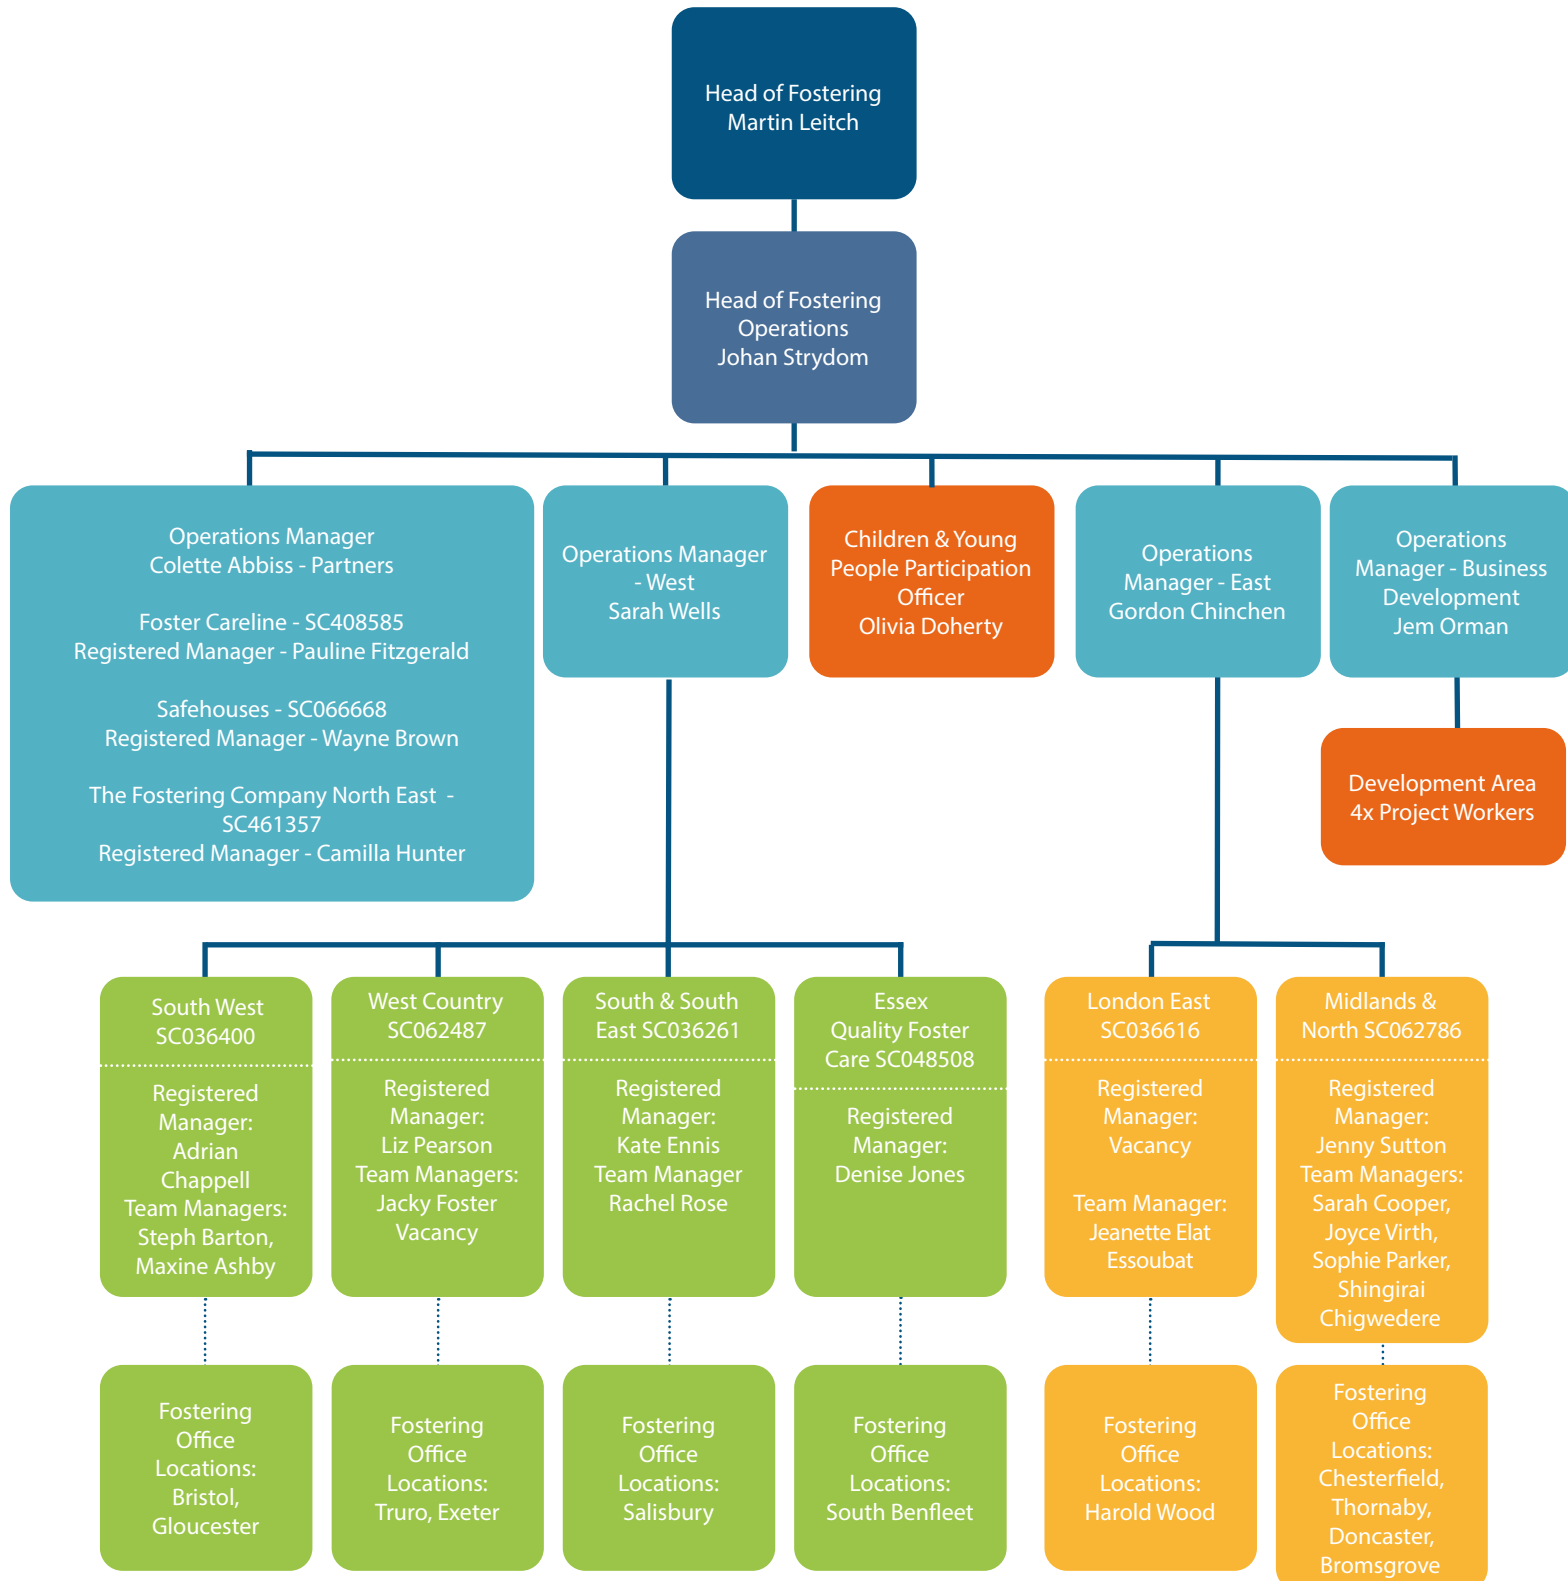 Head of Fostering
Martin Leitch
Head of Fostering
Operations
Johan Strydom
Operations Manager
Colette Abbiss - Partners
Foster Careline - SC408585
Registered Manager - Pauline Fitzgerald
Safehouses - SC066668
Registered Manager - Wayne Brown
The Fostering Company North East  -
SC461357
Registered Manager - Camilla Hunter
Operations Manager
- West
Sarah Wells
Children & Young
People Participation
Officer
Olivia Doherty
Operations
Manager - East
Gordon Chinchen
Operations
Manager - Business
Development
Jem Orman
Development Area
4x Project Workers
South West
SC036400
Registered
Manager:
Adrian
Chappell
Team Managers:
Steph Barton,
Maxine Ashby
West Country
SC062487
Registered
Manager:
Liz Pearson
Team Managers:
Jacky Foster
Vacancy
South & South
East SC036261
Registered
Manager:
Kate Ennis
Team Manager
Rachel Rose
Essex
Quality Foster
Care SC048508
Registered
Manager:
Denise Jones
London East
SC036616
Registered
Manager:
Vacancy
Team Manager:
Jeanette Elat
Essoubat
Midlands &
North SC062786
Registered
Manager:
Jenny Sutton
Team Managers:
Sarah Cooper,
Joyce Virth,
Sophie Parker,
Shingirai
Chigwedere
Fostering
Office
Locations:
Bristol,
Gloucester
Fostering
Office
Locations:
Truro, Exeter
Fostering
Office
Locations:
Salisbury
Fostering
Office
Locations:
South Benfleet
Fostering
Office
Locations:
Harold Wood
Fostering
Office
Locations:
Chesterfield,
Thornaby,
Doncaster,
Bromsgrove